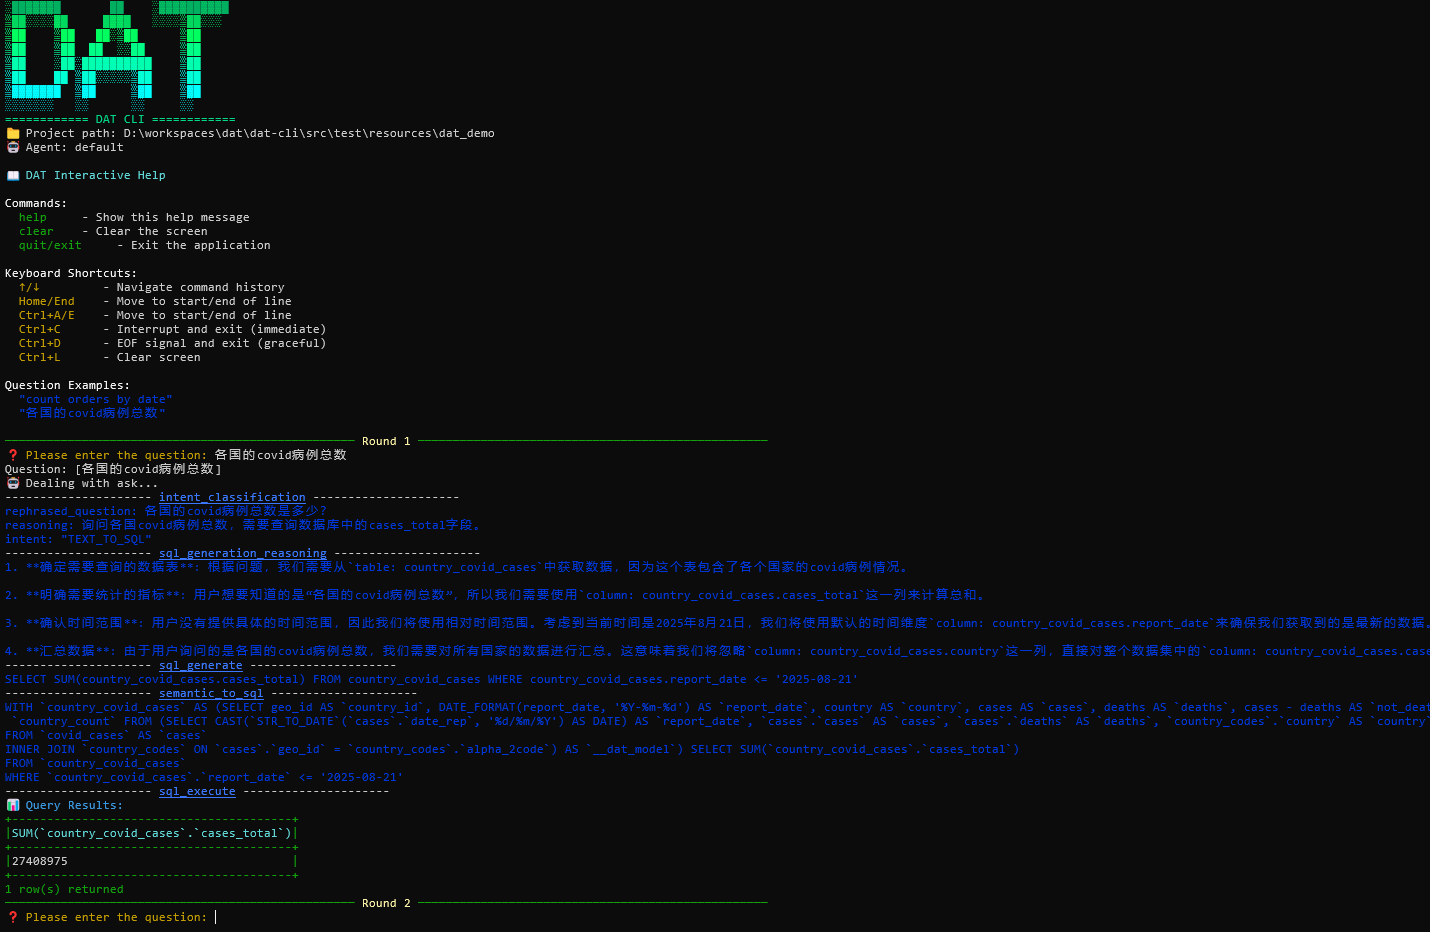 DAT
============ DAT CLI ============
Project path: D:\workspaces\dat\dat-cli\src\test\resources\dat_demo
Agent: default
DAT Interactive Help
Commands:
help - Show this help message
clear - Clear the screen
quit/exit - Exit the application
Keyboard Shortcuts:
↑/↓ - Navigate command history
Home/End - Move to start/end of line
Ctrl+A/E - Move to start/end of line
Ctrl+C - Interrupt and exit (immediate)
Ctrl+D - EOF signal and exit (graceful)
Ctrl+L - Clear screen
Question Examples:
"count orders by date"
"各国的covid病例总数"
Round 1
❓ Please enter the question: 各国的covid病例总数
Question: [各国的covid病例总数]
Dealing with ask...
--------------------- intent_classification ---------------------
rephrased_question: 各国的covid病例总数是多少？
reasoning: 询问各国covid病例总数，需要查询数据库中的cases_total字段。
intent: "TEXT_TO_SQL"
--------------------- sql_generation_reasoning ---------------------
1. **确定需要查询的数据表**: 根据问题，我们需要从`table: country_covid_cases`中获取数据，因为这个表包含了各个国家的covid病例情况。
2. **明确需要统计的指标**: 用户想要知道的是“各国的covid病例总数”，所以我们需要使用`column: country_covid_cases.cases_total`这一列来计算总和。
3. **确认时间范围**: 用户没有提供具体的时间范围，因此我们将使用相对时间范围。考虑到当前时间是2025年8月21日，我们将使用默认的时间维度`column: country_covid_cases.report_date`来确保我们获取到的是最新的数据。
4. **汇总数据**: 由于用户询问的是各国的covid病例总数，我们需要对所有国家的数据进行汇总。这意味着我们将忽略`column: country_covid_cases.country`这一列，直接对整个数据集中的`column: country_covid_cases.case
--------------------- sql_generate ---------------------
SELECT SUM(country_covid_cases.cases_total) FROM country_covid_cases WHERE country_covid_cases.report_date <= '2025-08-21'
--------------------- semantic_to_sql ---------------------
WITH `country_covid_cases` AS (SELECT geo_id AS `country_id`, DATE_FORMAT(report_date, '%Y-%m-%d') AS `report_date`, country AS `country`, cases AS `cases`, deaths AS `deaths`, cases - deaths AS `not_deat
`country_count` FROM (SELECT CAST(`STR_TO_DATE`(`cases`.`date_rep`, '%d/%m/%Y') AS DATE) AS `report_date`, `cases`.`cases` AS `cases`, `cases`.`deaths` AS `deaths`, `country_codes`.`country` AS `country`
FROM `covid_cases` AS `cases`
INNER JOIN `country_codes` ON `cases`.`geo_id` = `country_codes`.`alpha_2code`) AS `__dat_model`) SELECT SUM(`country_covid_cases`.`cases_total`)
FROM `country_covid_cases`
WHERE `country_covid_cases`.`report_date` <= '2025-08-21'
--------------------- sql_execute ---------------------
Query Results:
+----------------------------------------+
|SUM(`country_covid_cases`.`cases_total`)|
+----------------------------------------+
|27408975 |
+----------------------------------------+
1 row(s) returned
Round 2
❓ Please enter the question: